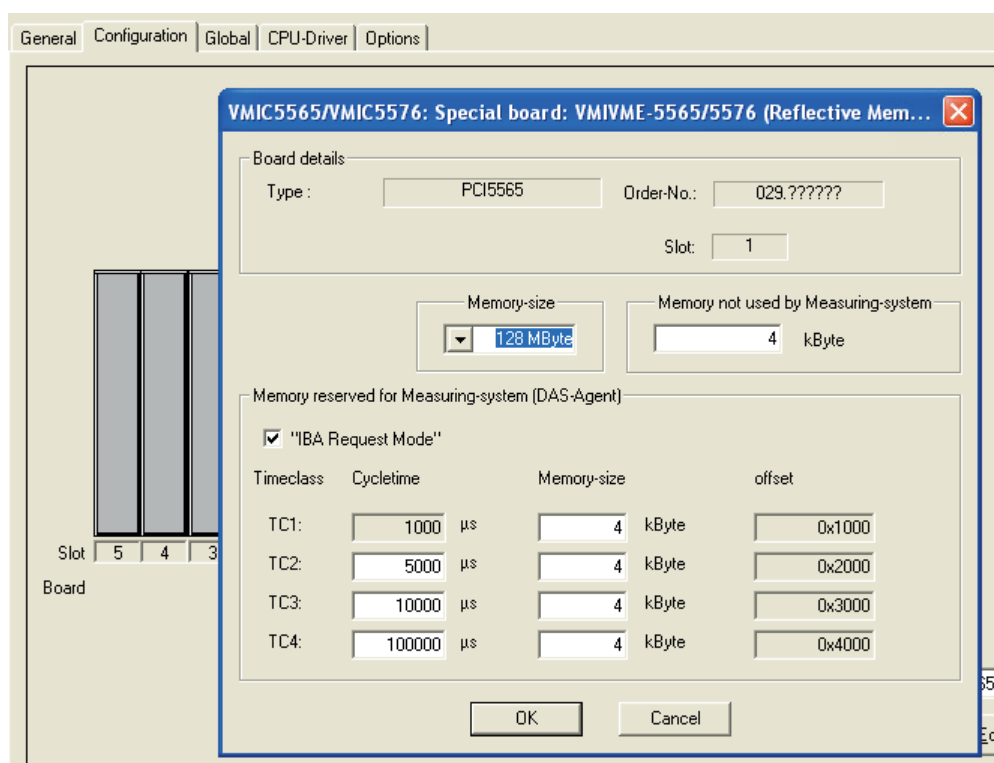 General Configuration Global CPU-Driver Options
VMIC5565/VMIC5576: Special board: VMIVME-5565/5576 (Reflective Mem...
Board details
Type : PCI5565 Order-No.: 029.??????
Slot: 1
Memory-size Memory not used by Measuring-system
128 MByte 4 kByte
Memory reserved for Measuring-system (DAS-Agent)
"IBA Request Mode"
Timeclass Cycletime Memory-size offset
TC1: 1000 µs 4 kByte 0x1000
TC2: 5000 µs 4 kByte 0x2000
TC3: 10000 µs 4 kByte 0x3000
TC4: 100000 µs 4 kByte 0x4000
Slot 5 4 3
Board
OK Cancel